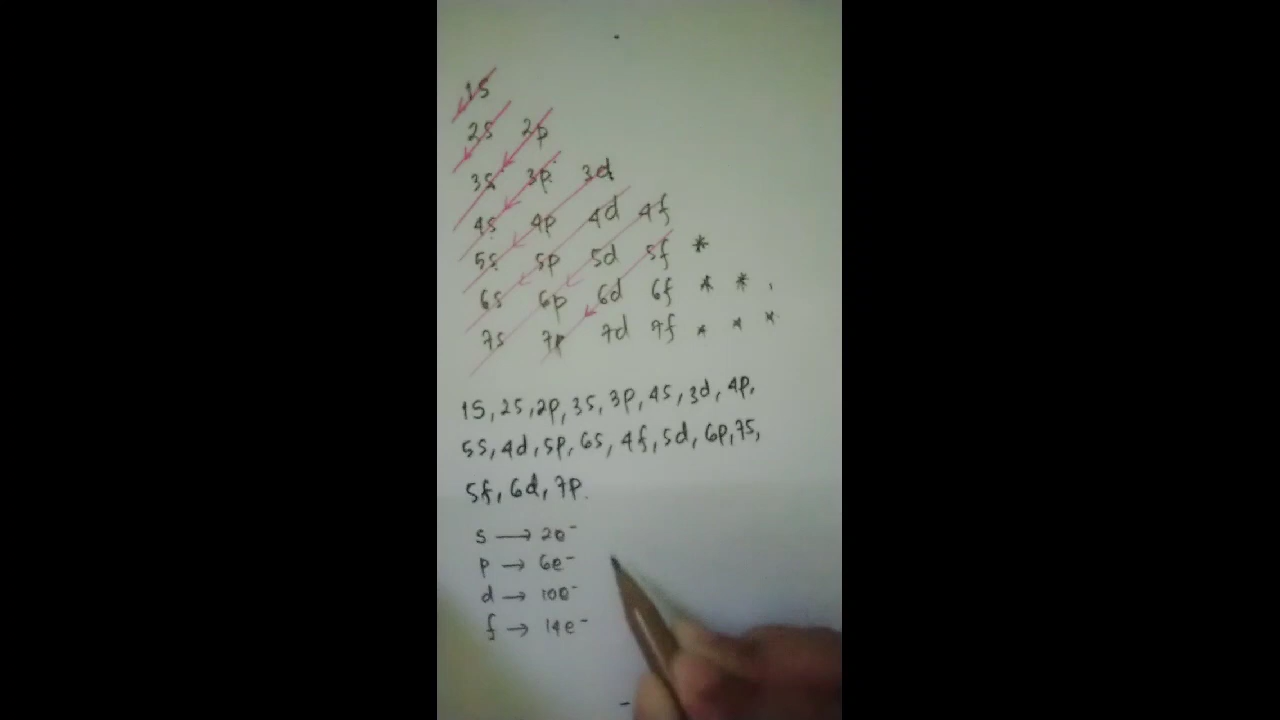 1s
2s 2p
3s 3p 3d
4s 4p 4d 4f
5s 5p 5d 5f *
6s 6p 6d 6f * *
7s 7p 7d 7f * * *
1s, 2s, 2p, 3s, 3p, 4s, 3d, 4p,
5s, 4d, 5p, 6s, 4f, 5d, 6p, 7s,
5f, 6d, 7p.
s → 2e⁻
p → 6e⁻
d → 10e⁻
f → 14e⁻